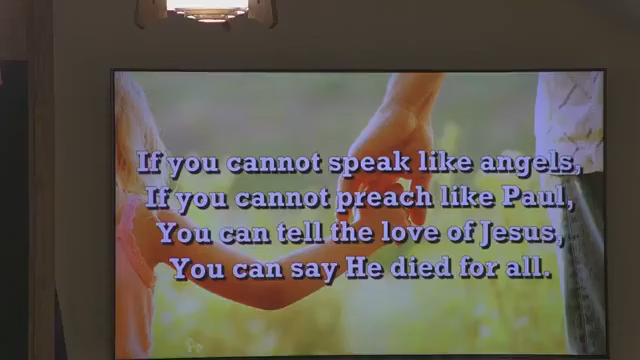 If you cannot speak like angels,
If you cannot preach like Paul,
You can tell the love of Jesus,
You can say He died for all.